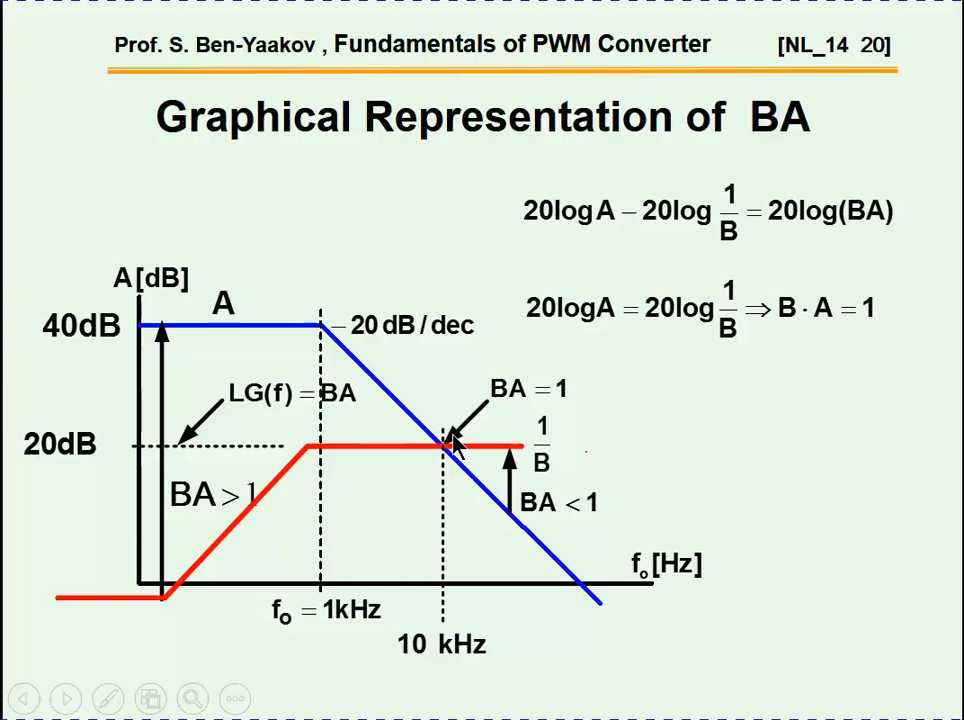 Prof. S. Ben-Yaakov , Fundamentals of PWM Converter [NL_14 20]
Graphical Representation of BA
20logA − 20log 1/B = 20log(BA)
20logA = 20log 1/B ⇒ B · A = 1
A [dB]
A
40dB
− 20 dB / dec
LG(f) = BA
BA = 1
20dB
1/B
BA > 1
BA < 1
fo [Hz]
fo = 1kHz
10 kHz